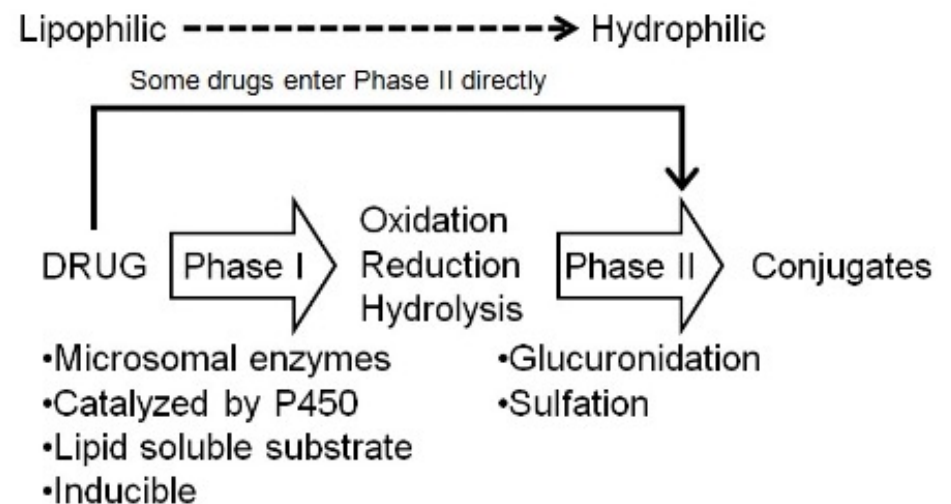 Lipophilic Hydrophilic
Some drugs enter Phase II directly
DRUG
Phase I
Oxidation
Reduction
Hydrolysis
Phase II
Conjugates
•Microsomal enzymes
•Catalyzed by P450
•Lipid soluble substrate
•Inducible
•Glucuronidation
•Sulfation